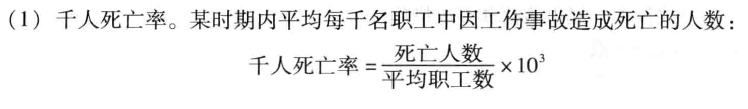 (1) 千人死亡率。某时期内平均每千名职工中因工伤事故造成死亡的人数：
千人死亡率=死亡人数/平均职工数×10³